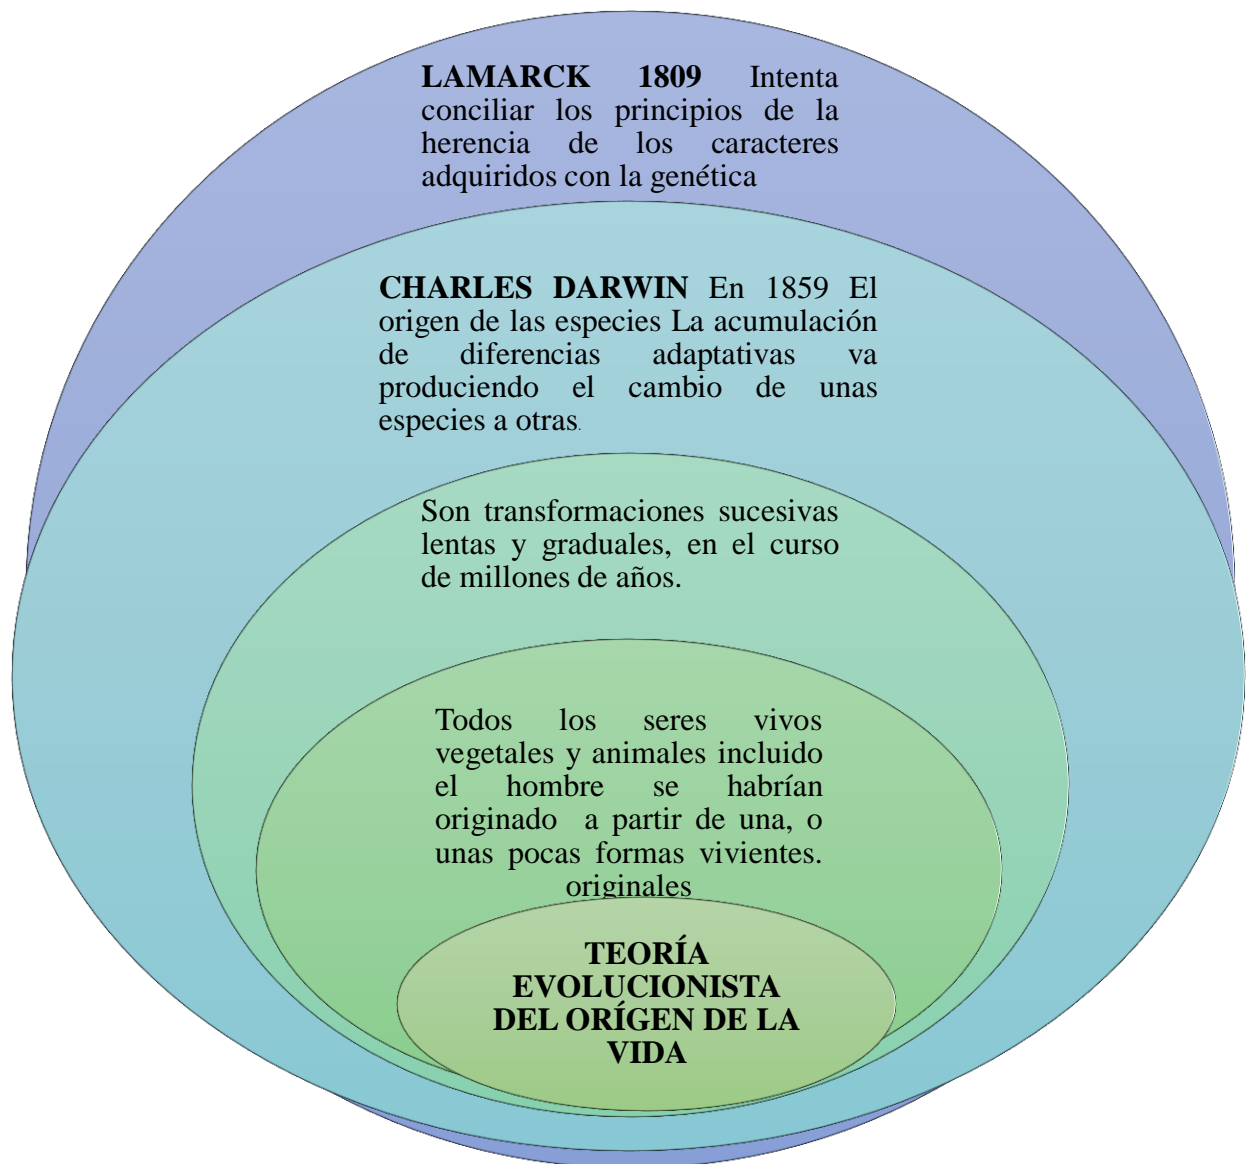 LAMARCK 1809 Intenta
conciliar los principios de la
herencia de los caracteres
adquiridos con la genética
CHARLES DARWIN En 1859 El
origen de las especies La acumulación
de diferencias adaptativas va
produciendo el cambio de unas
especies a otras.
Son transformaciones sucesivas
lentas y graduales, en el curso
de millones de años.
Todos los seres vivos
vegetales y animales incluido
el hombre se habrían
originado a partir de una, o
unas pocas formas vivientes.
originales
TEORÍA
EVOLUCIONISTA
DEL ORÍGEN DE LA
VIDA